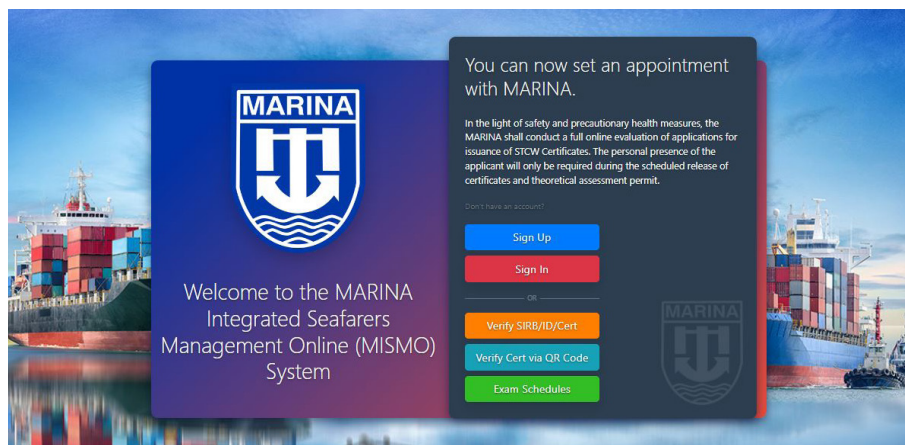 MARINA
Welcome to the MARINA
Integrated Seafarers
Management Online (MISMO)
System
You can now set an appointment
with MARINA.
In the light of safety and precautionary health measures, the
MARINA shall conduct a full online evaluation of applications for
issuance of STCW Certificates. The personal presence of the
applicant will only be required during the scheduled release of
certificates and theoretical assessment permit.
Don't have an account?
Sign Up
Sign In
OR
Verify SIRB/ID/Cert
Verify Cert via QR Code
Exam Schedules
MARINA